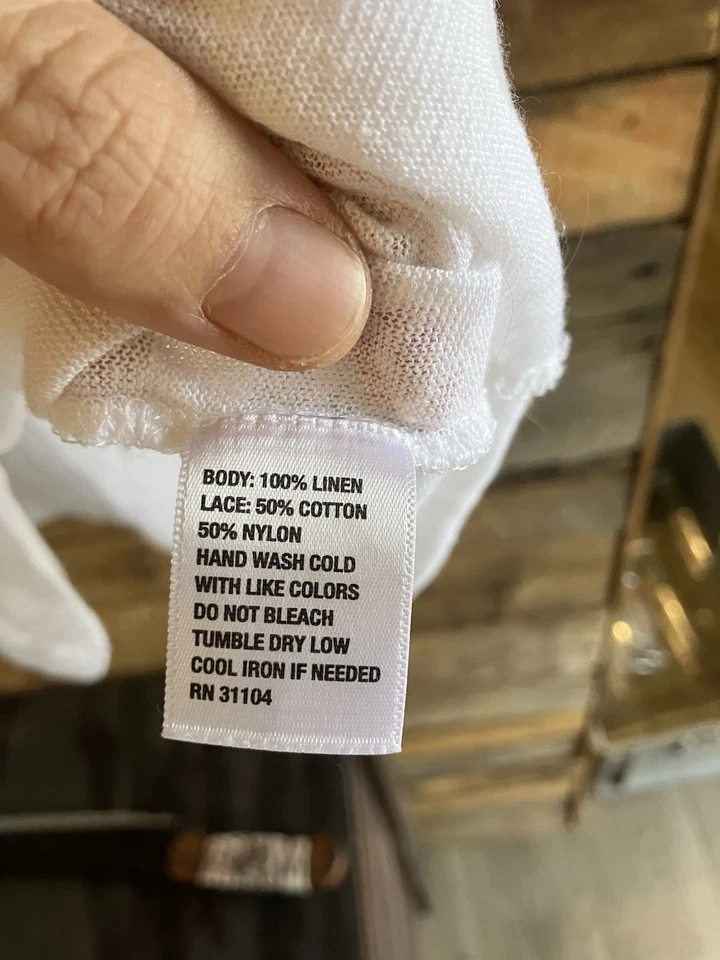 BODY: 100% LINEN
LACE: 50% COTTON
50% NYLON
HAND WASH COLD
WITH LIKE COLORS
DO NOT BLEACH
TUMBLE DRY LOW
COOL IRON IF NEEDED
RN 31104